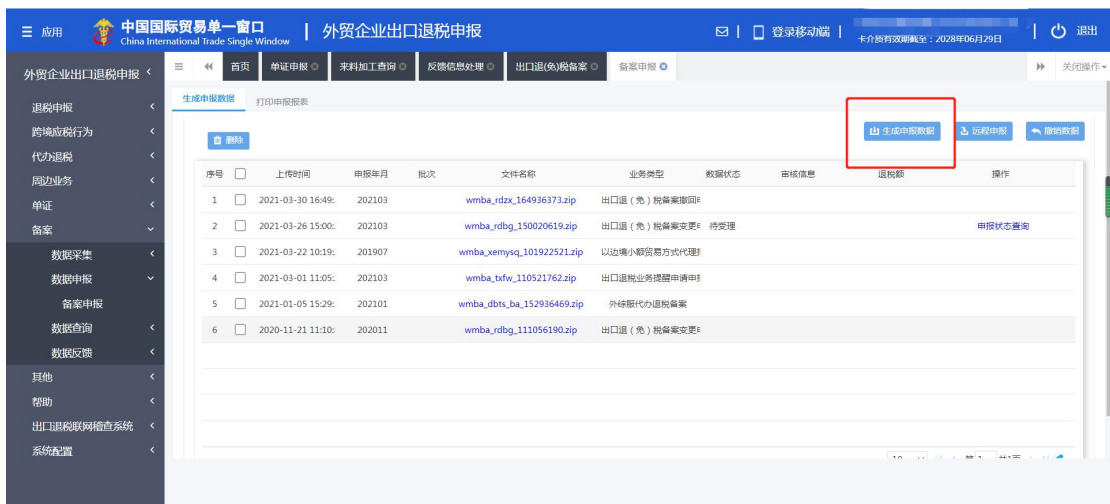 应用 中国国际贸易单一窗口 外贸企业出口退税申报 登录移动端 退出
China International Trade Single Window 卡介质有效期截至：2028年06月29日
外贸企业出口退税申报 首页 单证申报 来料加工查询 反馈信息处理 出口退(免)税备案 备案申报 关闭操作
退税申报
跨境应税行为
代办退税
周边业务
单证
备案
数据采集
数据申报
备案申报
数据查询
数据反馈
其他
帮助
出口退税联网稽查系统
系统配置
生成申报数据 打印申报报表
删除 生成申报数据 远程申报 撤销数据
序号 上传时间 申报年月 批次 文件名称 业务类型 数据状态 审核信息 退税额 操作
1 2021-03-30 16:49: 202103 wmba_rdzx_164936373.zip 出口退（免）税备案撤回
2 2021-03-26 15:00: 202103 wmba_rdbg_150020619.zip 出口退（免）税备案变更 待受理 申报状态查询
3 2021-03-22 10:19: 201907 wmba_xemysq_101922521.zip 以边境小额贸易方式代理
4 2021-03-01 11:05: 202103 wmba_txfw_110521762.zip 出口退税业务提醒申请申
5 2021-01-05 15:29: 202101 wmba_dbts_ba_152936469.zip 外综服代办退税备案
6 2020-11-21 11:10: 202011 wmba_rdbg_111056190.zip 出口退（免）税备案变更